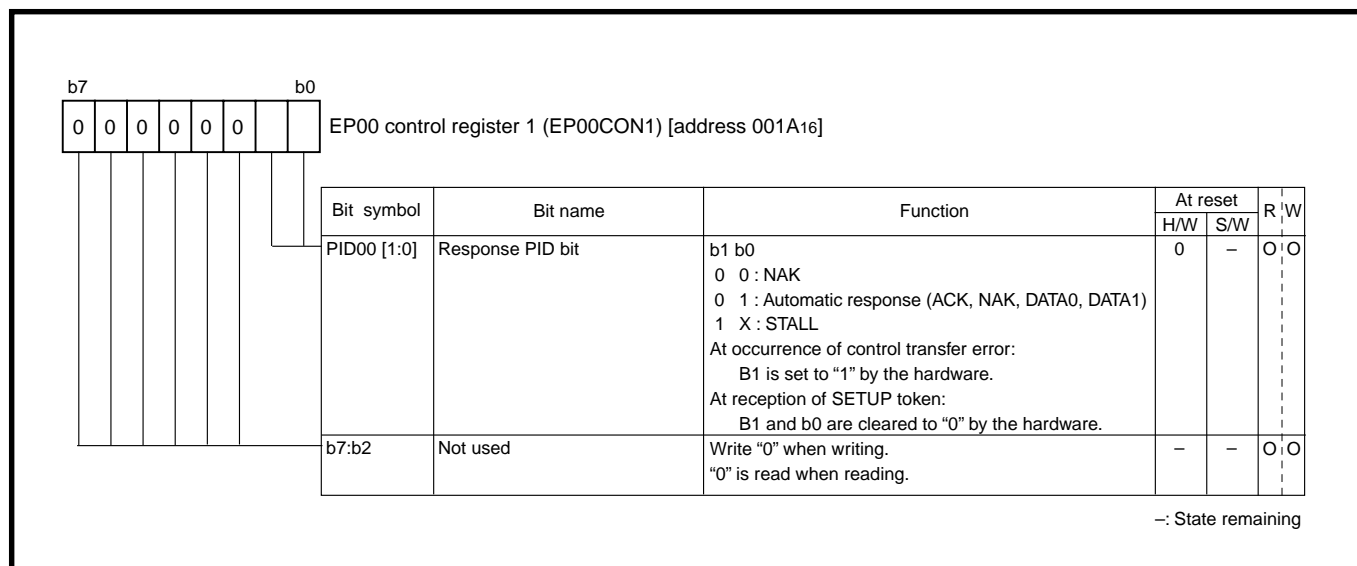 b7 b0
0 0 0 0 0 0 EP00 control register 1 (EP00CON1) [address 001A16]
Bit symbol Bit name Function At reset R W
H/W S/W
PID00 [1:0] Response PID bit b1 b0 0 – O O
0 0 : NAK
0 1 : Automatic response (ACK, NAK, DATA0, DATA1)
1 X : STALL
At occurrence of control transfer error:
B1 is set to “1” by the hardware.
At reception of SETUP token:
B1 and b0 are cleared to “0” by the hardware.
b7:b2 Not used Write “0” when writing. – – O O
“0” is read when reading.
–: State remaining